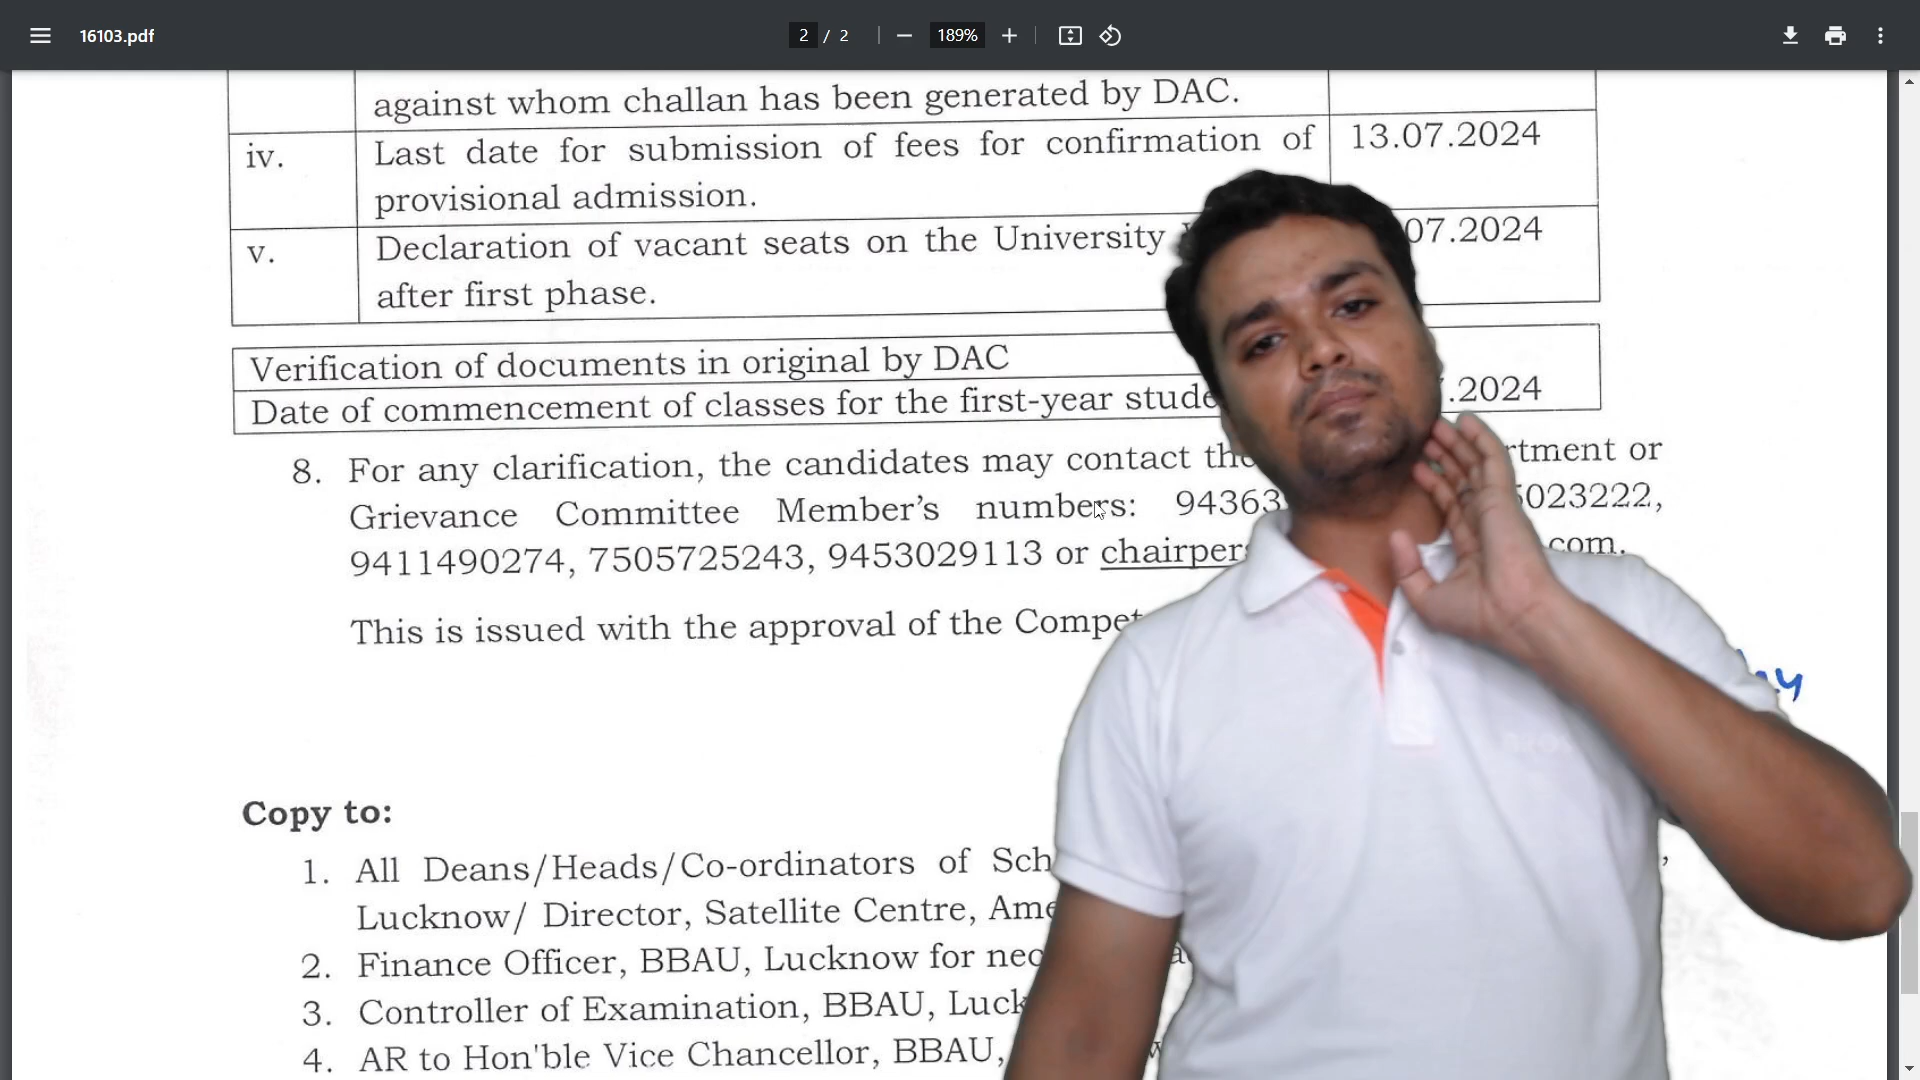 16103.pdf
2 / 2
189%
against whom challan has been generated by DAC.
iv. Last date for submission of fees for confirmation of 13.07.2024
provisional admission.
v. Declaration of vacant seats on the University 07.2024
after first phase.
Verification of documents in original by DAC
Date of commencement of classes for the first-year .2024
8. For any clarification, the candidates may contact or
Grievance Committee Member's numbers:
9411490274, 7505725243, 9453029113 or com.
This is issued with the approval of the
Copy to:
1. All Deans/Heads/Co-ordinators of
Lucknow/ Director, Satellite Centre,
2. Finance Officer, BBAU, Lucknow for
3. Controller of Examination, BBAU,
4. AR to Hon'ble Vice Chancellor, BBAU,